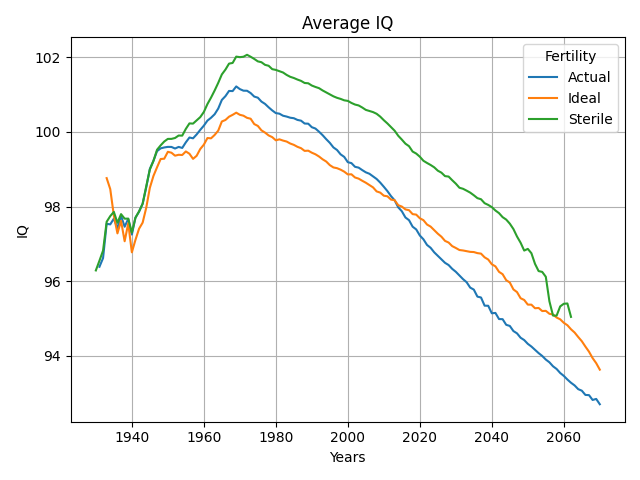 Average IQ
IQ
102
100
98
96
94
Fertility
Actual
Ideal
Sterile
1940
1960
1980
2000
2020
2040
2060
Years